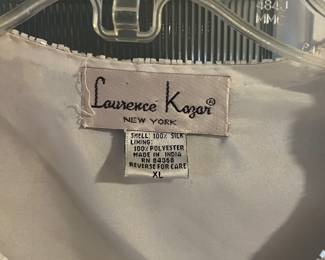 484.1
MMC
Laurence Kazar®
NEW YORK
SHELL: 100% SILK
LINING:
100% POLYESTER
MADE IN INDIA
RN 84368
REVERSE FOR CARE
XL